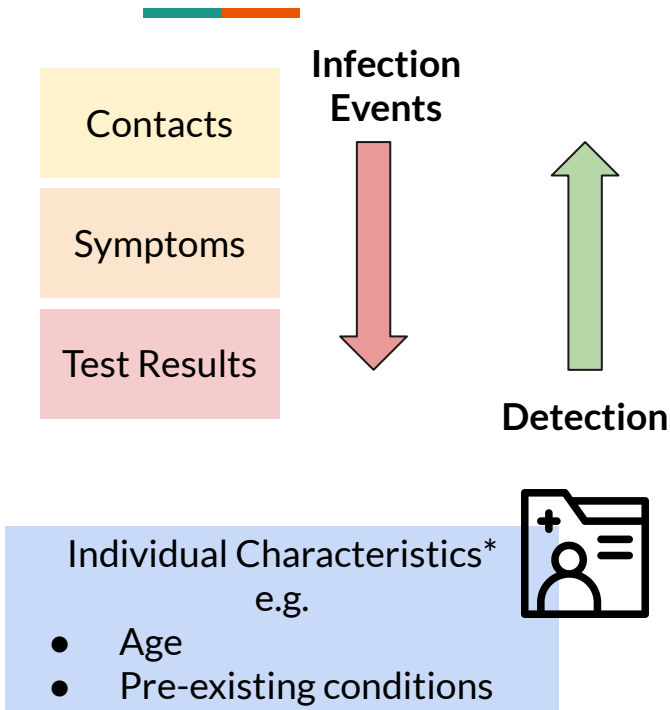 Infection
Events
Contacts
Symptoms
Test Results
Detection
Individual Characteristics*
e.g.
● Age
● Pre-existing conditions